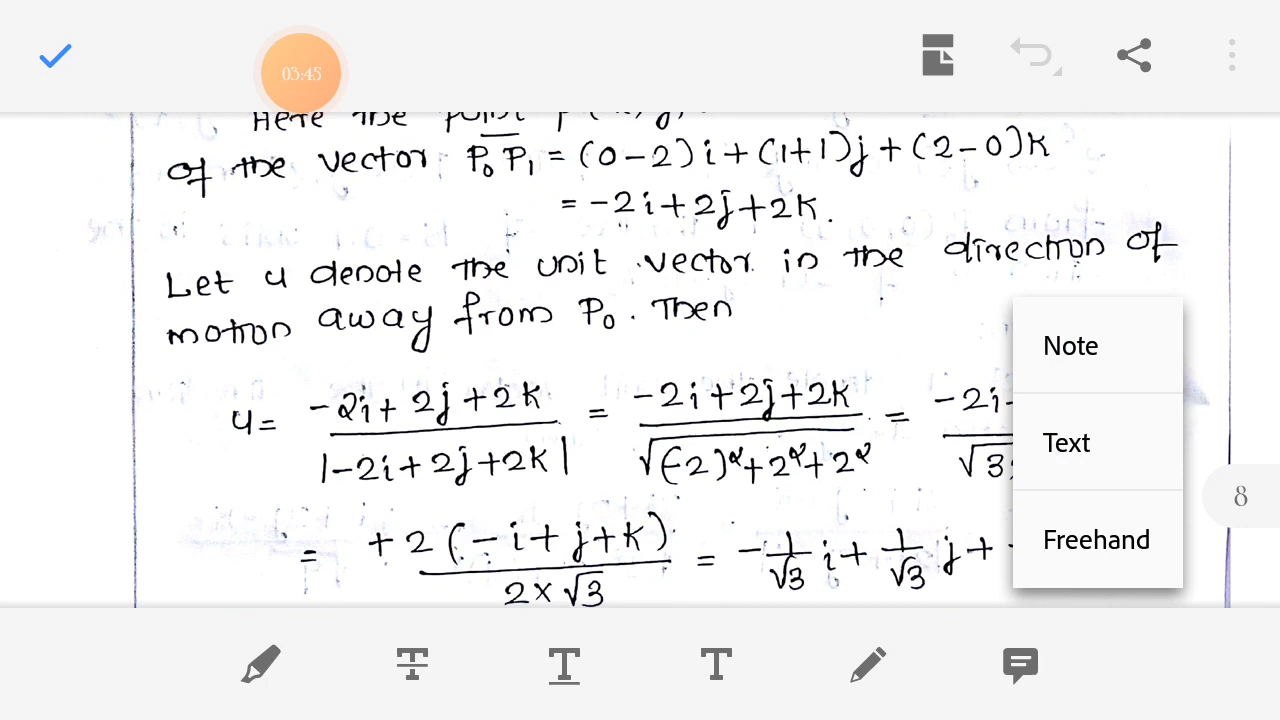 03:45
Here the point P
of the vector P₀P₁ = (0-2)i + (1+1)j + (2-0)k
= -2i + 2j + 2k.
Let u denote the unit vector in the direction of
motion away from P₀. Then
u = (-2i + 2j + 2k)/|-2i + 2j + 2k| = (-2i + 2j + 2k)/√((-2)² + 2² + 2²) = -2i
= +2(-i + j + k)/(2×√3) = -1/√3 i + 1/√3 j +
Note
Text
Freehand
8